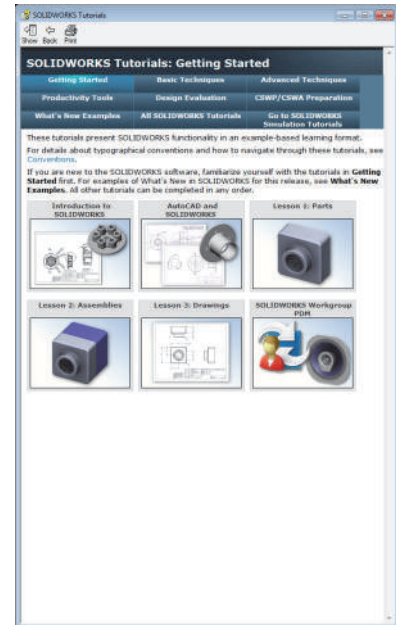 SOLIDWORKS Tutorials
Show Back Print
SOLIDWORKS Tutorials: Getting Started
Getting Started Basic Techniques Advanced Techniques
Productivity Tools Design Evaluation CSWP/CSWA Preparation
What's New Examples All SOLIDWORKS Tutorials Go to SOLIDWORKS
Simulation Tutorials
These tutorials present SOLIDWORKS functionality in an example-based learning format.
For details about typographical conventions and how to navigate through these tutorials, see
Conventions.
If you are new to the SOLIDWORKS software, familiarize yourself with the tutorials in Getting
Started first. For examples of What's New in SOLIDWORKS for this release, see What's New
Examples. All other tutorials can be completed in any order.
Introduction to
SOLIDWORKS
AutoCAD and
SOLIDWORKS
Lesson 1: Parts
Lesson 2: Assemblies
Lesson 3: Drawings
SOLIDWORKS Workgroup
PDM